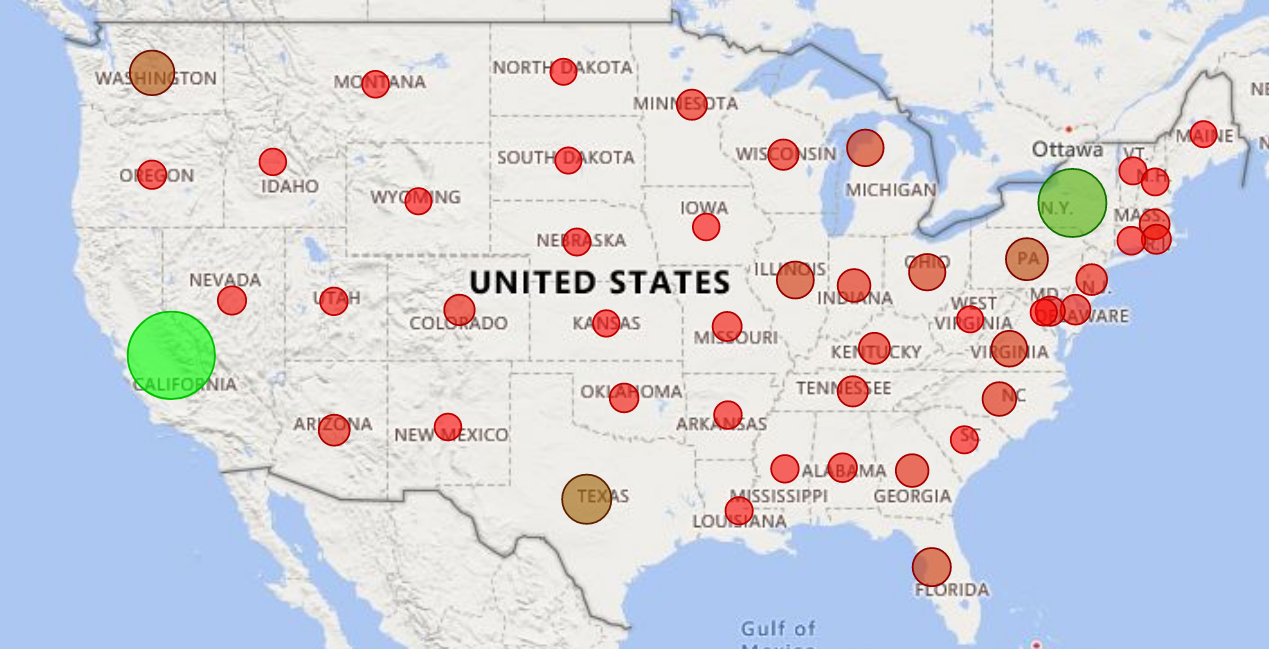 WASHINGTON
MONTANA
NORTH DAKOTA
MINNESOTA
NE
MAINE
N
Ottawa
VT.
WISCONSIN
SOUTH DAKOTA
OREGON
IDAHO
WYOMING
MICHIGAN
N.H.
IOWA
N.Y.
MASS.
NEBRASKA
R.I.
PA
OHIO
ILLINOIS
NEVADA
UNITED STATES
N.J.
MD
UTAH
INDIANA
WEST
VIRGINIA
DELAWARE
COLORADO
KANSAS
MISSOURI
KENTUCKY
VIRGINIA
CALIFORNIA
TENNESSEE
OKLAHOMA
NC
ARIZONA
NEW MEXICO
ARKANSAS
SC
ALABAMA
TEXAS
MISSISSIPPI
GEORGIA
LOUISIANA
FLORIDA
Gulf of